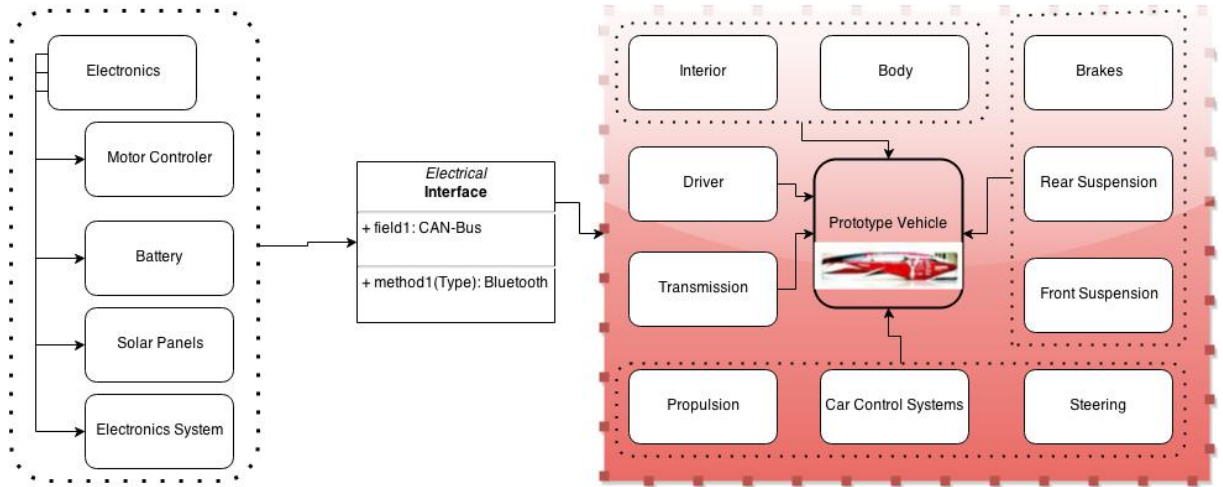 Electronics
Motor Controler
Battery
Solar Panels
Electronics System
Electrical
Interface
+ field1: CAN-Bus
+ method1(Type): Bluetooth
Interior
Body
Brakes
Driver
Transmission
Prototype Vehicle
Rear Suspension
Front Suspension
Propulsion
Car Control Systems
Steering